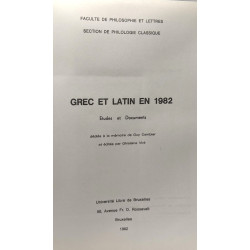 FACULTE DE PHILOSOPHIE ET LETTRES
SECTION DE PHILOLOGIE CLASSIQUE
GREC ET LATIN EN 1982
Études et Documents
dédiés à la mémoire de Guy Cambier
et édités par Ghislaine Viré
Université Libre de Bruxelles
50 Avenue Fr. D. Roosevelt
Bruxelles
1982